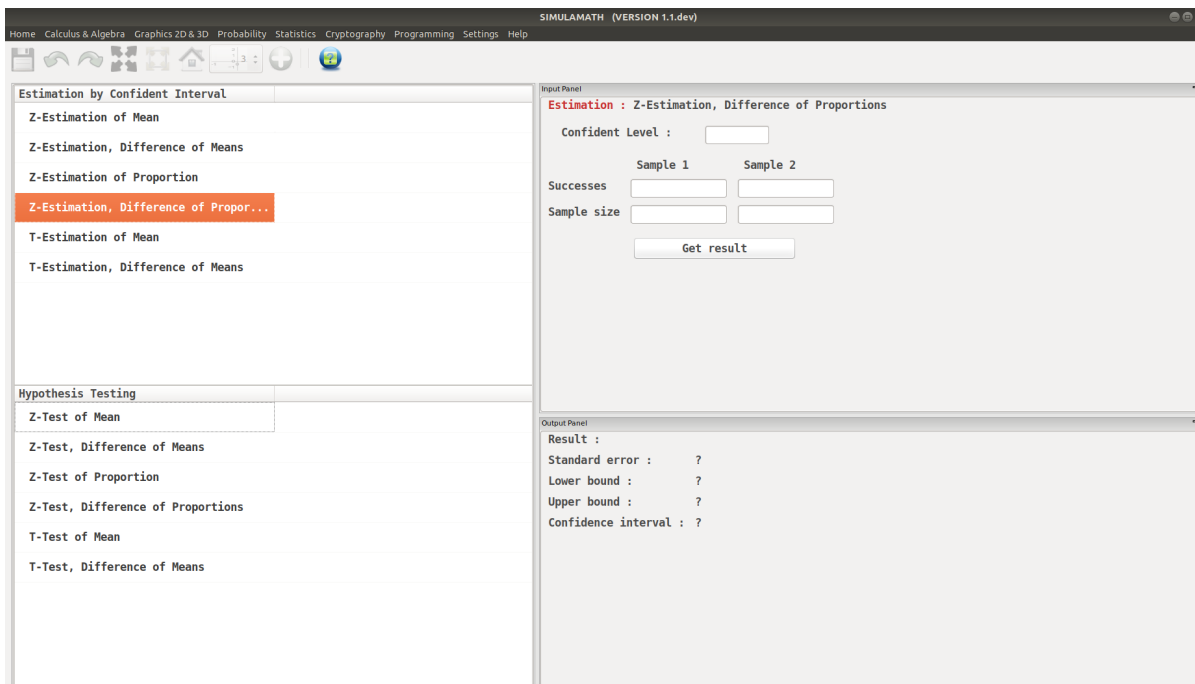 SIMULAMATH (VERSION 1.1.dev)
Home Calculus & Algebra Graphics 2D & 3D Probability Statistics Cryptography Programming Settings Help
3
Estimation by Confident Interval
Z-Estimation of Mean
Z-Estimation, Difference of Means
Z-Estimation of Proportion
Z-Estimation, Difference of Propor...
T-Estimation of Mean
T-Estimation, Difference of Means
Hypothesis Testing
Z-Test of Mean
Z-Test, Difference of Means
Z-Test of Proportion
Z-Test, Difference of Proportions
T-Test of Mean
T-Test, Difference of Means
Input Panel
Estimation : Z-Estimation, Difference of Proportions
Confident Level :
Sample 1 Sample 2
Successes
Sample size
Get result
Output Panel
Result :
Standard error : ?
Lower bound : ?
Upper bound : ?
Confidence interval : ?